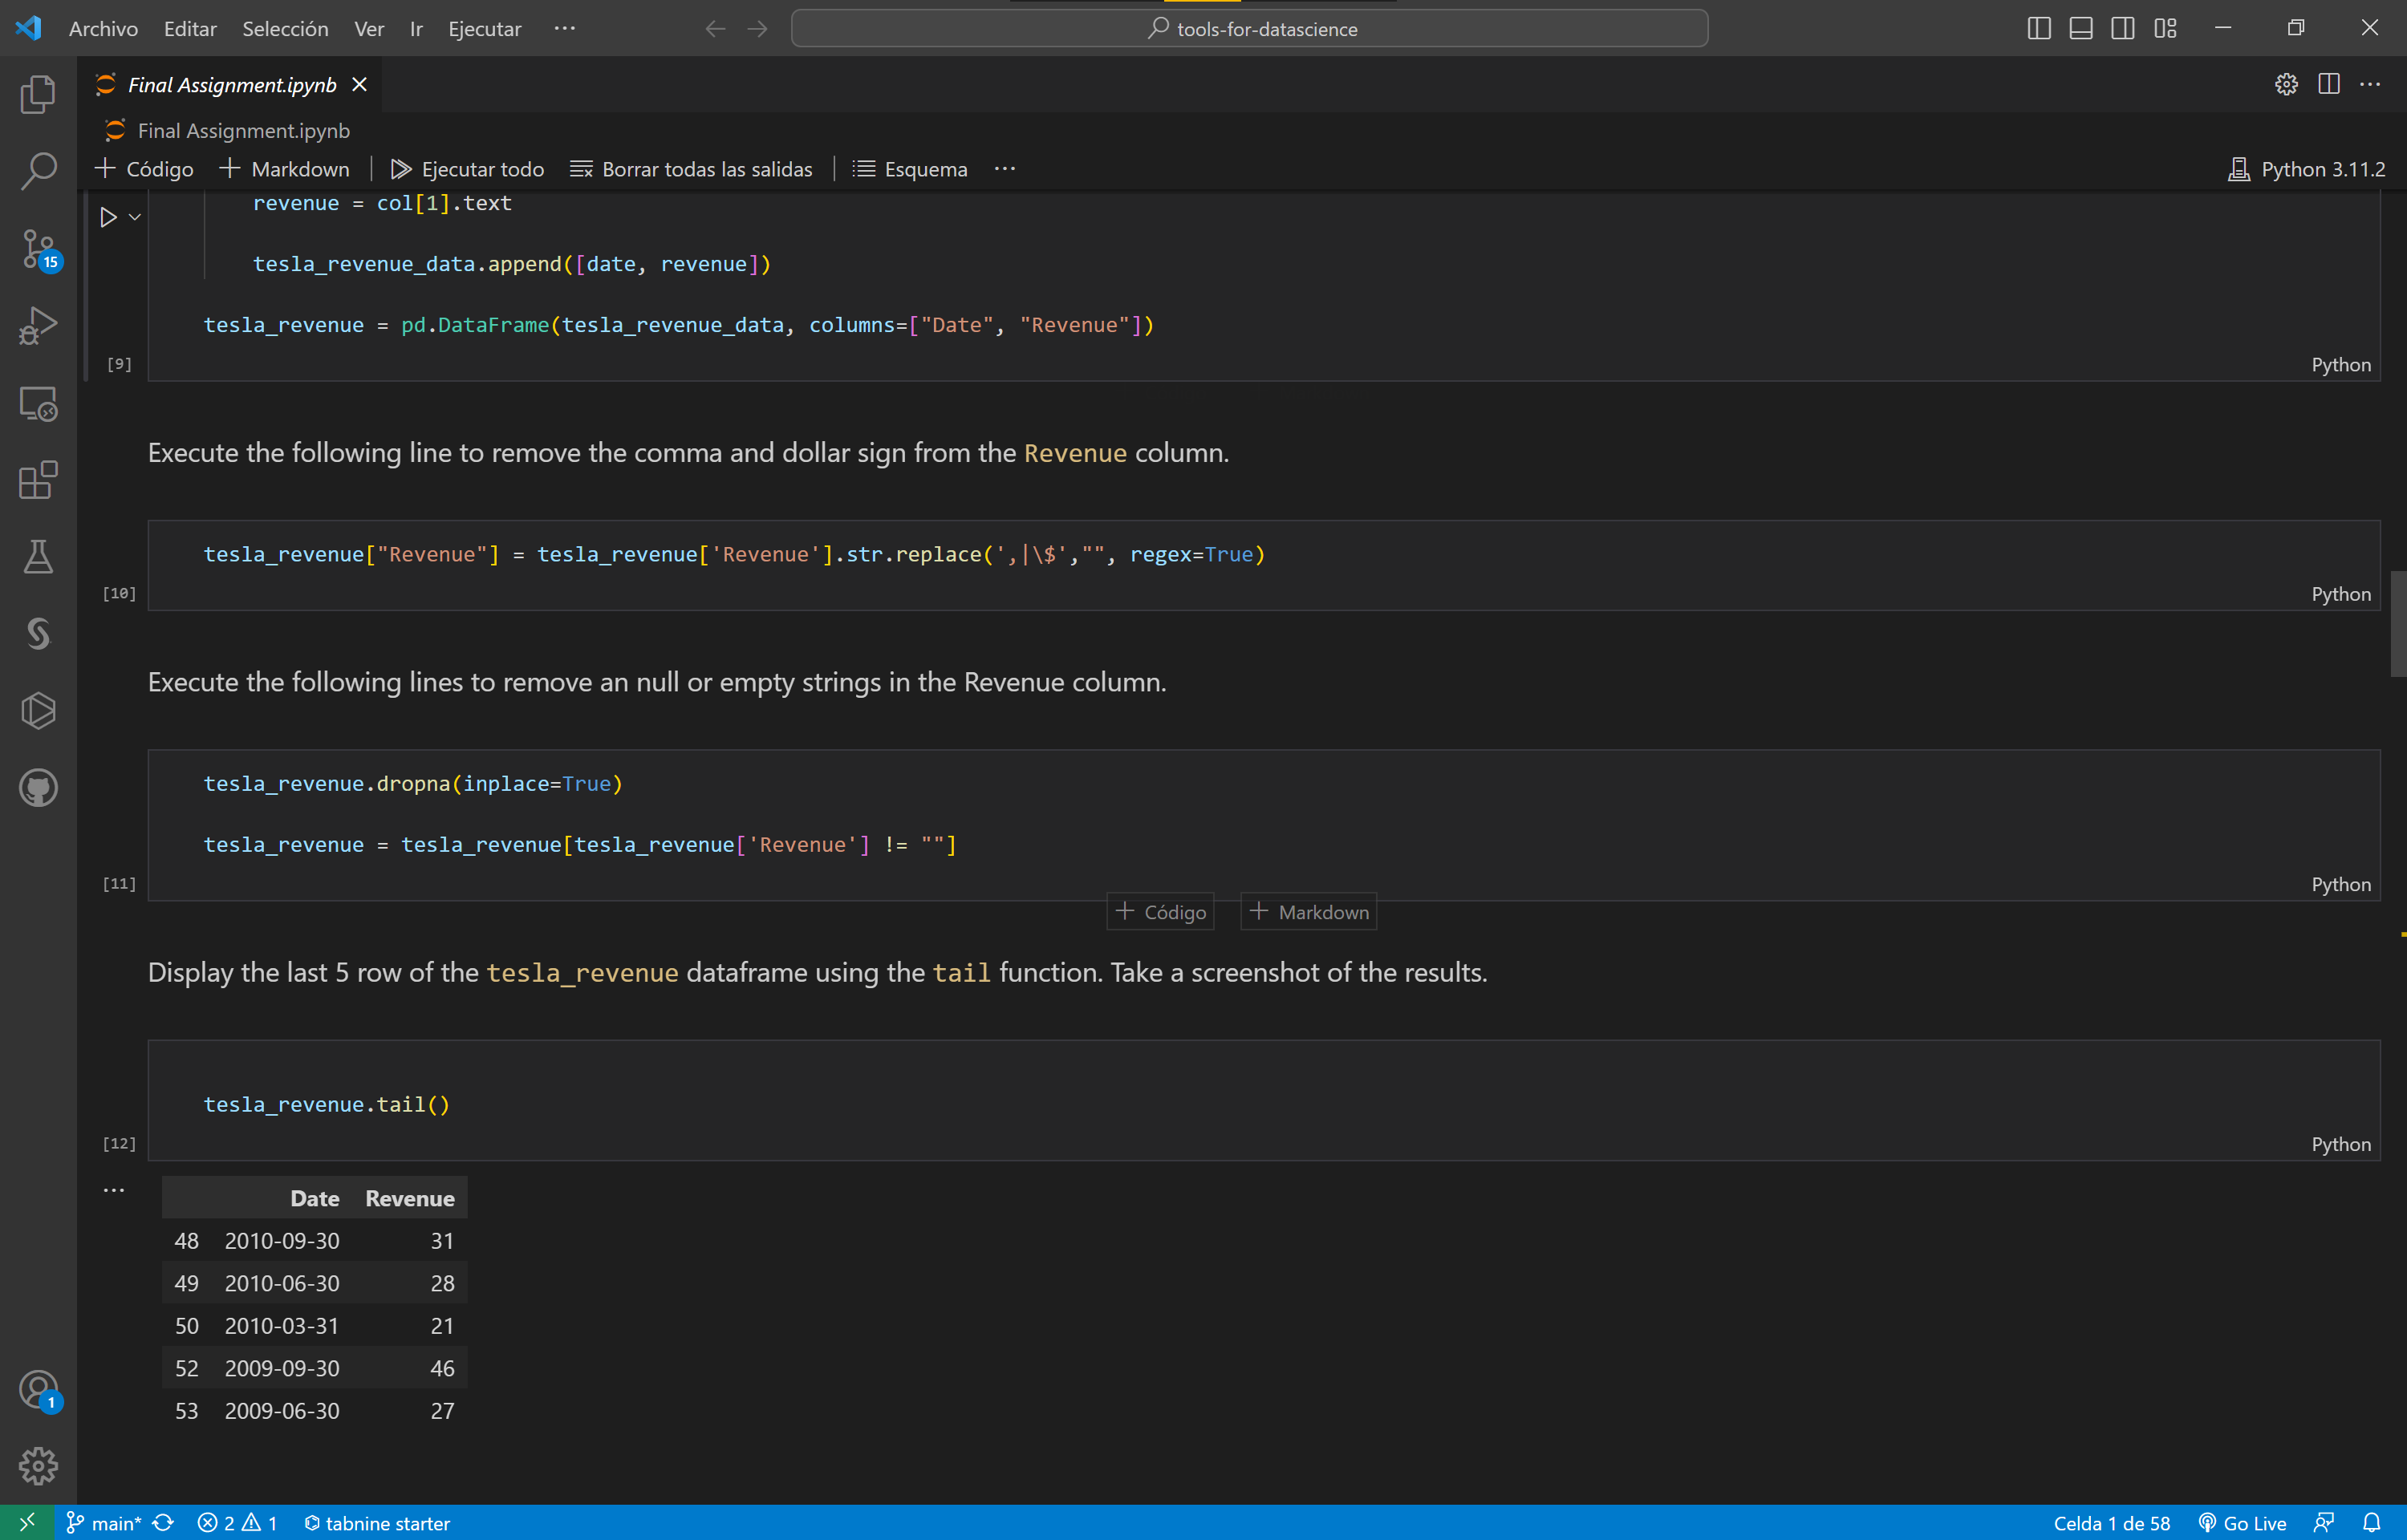 Archivo Editar Selección Ver Ir Ejecutar ···
tools-for-datascience
Final Assignment.ipynb
Final Assignment.ipynb
Código Markdown Ejecutar todo Borrar todas las salidas Esquema ··· Python 3.11.2
revenue = col[1].text
15
tesla_revenue_data.append([date, revenue])
tesla_revenue = pd.DataFrame(tesla_revenue_data, columns=["Date", "Revenue"])
[9] Python
Execute the following line to remove the comma and dollar sign from the Revenue column.
tesla_revenue["Revenue"] = tesla_revenue['Revenue'].str.replace(',|\$',"", regex=True)
[10] Python
Execute the following lines to remove an null or empty strings in the Revenue column.
tesla_revenue.dropna(inplace=True)
tesla_revenue = tesla_revenue[tesla_revenue['Revenue'] != ""]
[11] Python
Código Markdown
Display the last 5 row of the tesla_revenue dataframe using the tail function. Take a screenshot of the results.
tesla_revenue.tail()
[12] Python
Date Revenue
48 2010-09-30 31
49 2010-06-30 28
50 2010-03-31 21
52 2009-09-30 46
53 2009-06-30 27
1
main* 2 1 tabnine starter Celda 1 de 58 Go Live